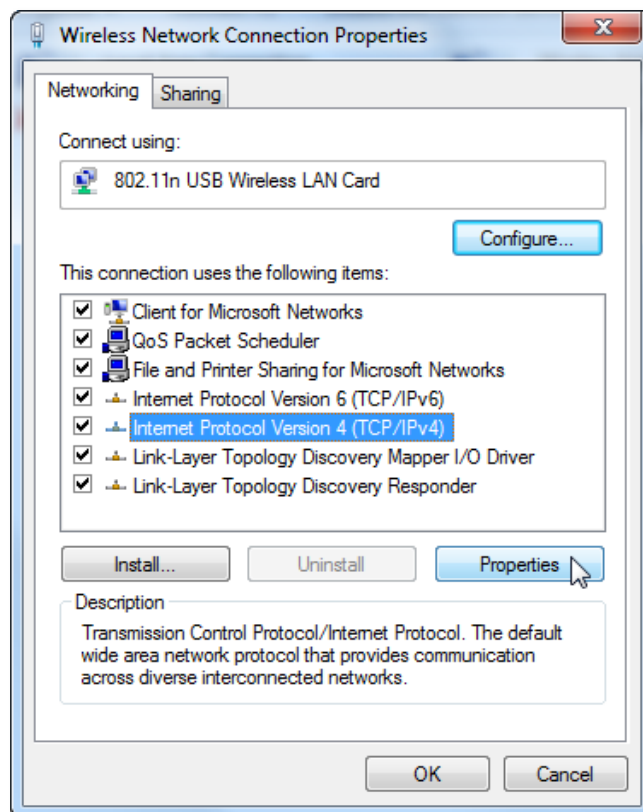 Wireless Network Connection Properties
Networking
Sharing
Connect using:
802.11n USB Wireless LAN Card
Configure...
This connection uses the following items:
Client for Microsoft Networks
QoS Packet Scheduler
File and Printer Sharing for Microsoft Networks
Internet Protocol Version 6 (TCP/IPv6)
Internet Protocol Version 4 (TCP/IPv4)
Link-Layer Topology Discovery Mapper I/O Driver
Link-Layer Topology Discovery Responder
Install...
Uninstall
Properties
Description
Transmission Control Protocol/Internet Protocol. The default
wide area network protocol that provides communication
across diverse interconnected networks.
OK
Cancel